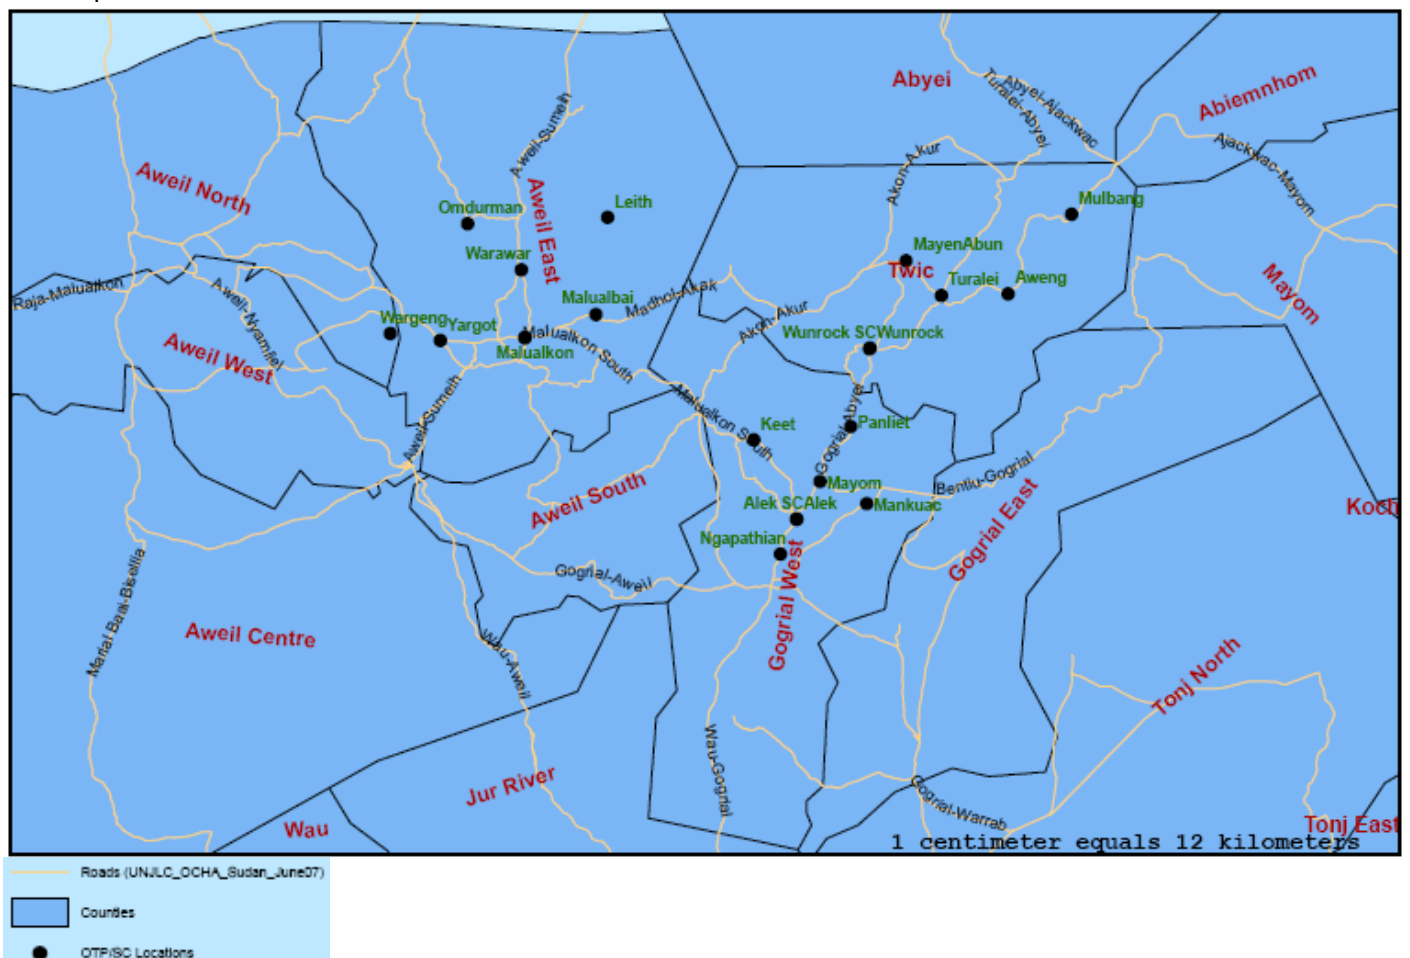 Abyei
Abiemnhom
Abyei-Ajackwac
Turalei-Abyei
Aweil-Sumeih
Ajackwac-Mayom
Akon-Akur
Aweil North
Aweil East
Omdurman
Leith
Mulbang
Warawar
MayenAbun
Twic
Turalei
Aweng
Mayom
Raja-Malualkon
Aweil-Nyamliel
Malualbai
Madhol-Akak
Akon-Akur
Wargeng
Yargot
Malualkon South
Malualkon
Wunrock SCWunrock
Aweil West
Aweil-Sumeih
Malualkon South
Keet
Gogrial-Abyei
Panliet
Bentiu-Gogrial
Aweil South
Mayom
Alek SCAlek
Mankuac
Koch
Gogrial East
Ngapathian
Gogrial West
Gogrial-Aweil
Marial Baai-Bisellia
Aweil Centre
Wau-Aweil
Tonj North
Wau-Gogrial
Jur River
Gogrial-Warrab
Wau
Tonj East
1 centimeter equals 12 kilometers
Roads (UNJLC_OCHA_Sudan_June07)
Counties
OTP/SC Locations